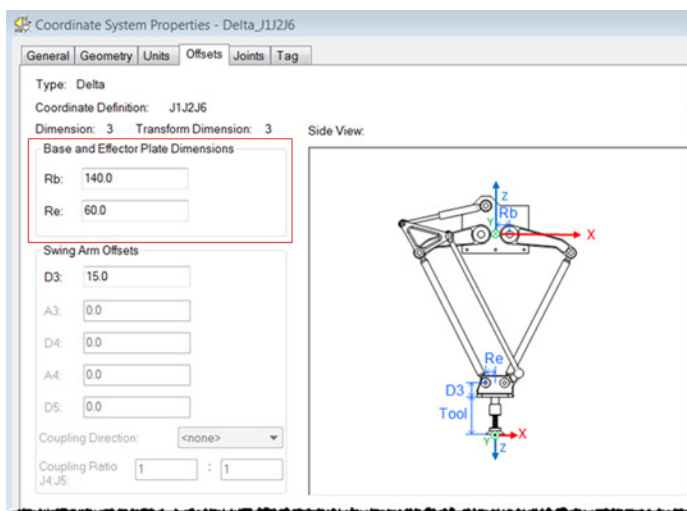 Coordinate System Properties - Delta_J1J2J6
General Geometry Units Offsets Joints Tag
Type: Delta
Coordinate Definition: J1J2J6
Dimension: 3 Transform Dimension: 3
Side View:
Base and Effector Plate Dimensions
Rb: 140.0
Re: 60.0
Swing Arm Offsets
D3: 15.0
A3: 0.0
D4: 0.0
A4: 0.0
D5: 0.0
Coupling Direction: <none>
Coupling Ratio
J4:J5: 1 : 1
Z
Rb
Y
X
Re
D3
Tool
Y
X
Z